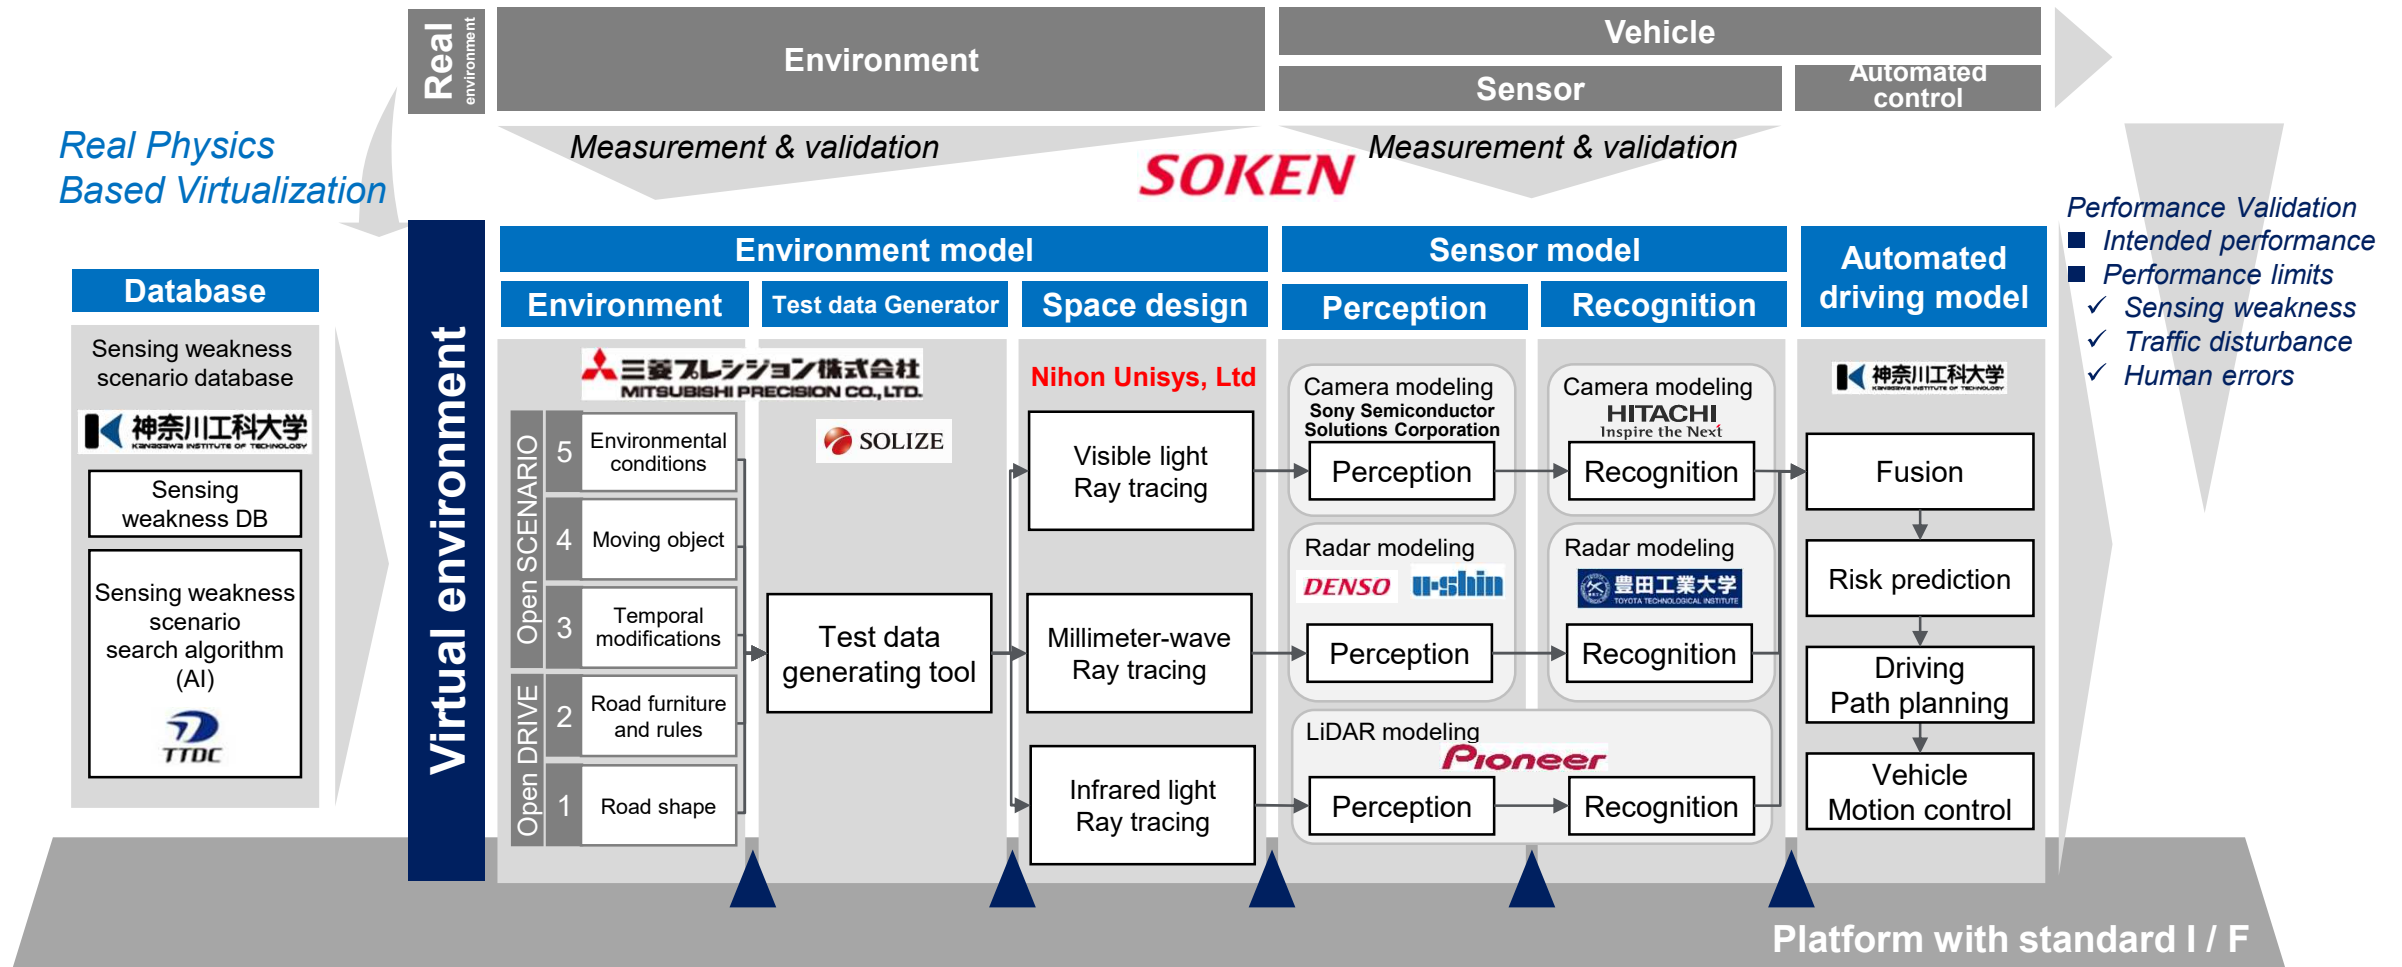 Real
environment
Environment
Vehicle
Sensor
Automated
control
Real Physics
Based Virtualization
Measurement & validation
SOKEN
Measurement & validation
Performance Validation
Intended performance
Performance limits
✓ Sensing weakness
✓ Traffic disturbance
✓ Human errors
Database
Sensing weakness
scenario database
神奈川工科大学
KANAGAWA INSTITUTE OF TECHNOLOGY
Sensing
weakness DB
Sensing weakness
scenario
search algorithm
(AI)
TTDC
Virtual environment
Environment model
Environment
Test data Generator
Space design
三菱プレシジョン株式会社
MITSUBISHI PRECISION CO.,LTD.
SOLIZE
Nihon Unisys, Ltd
Open SCENARIO
5
Environmental
conditions
4
Moving object
3
Temporal
modifications
Open DRIVE
2
Road furniture
and rules
1
Road shape
Test data
generating tool
Visible light
Ray tracing
Millimeter-wave
Ray tracing
Infrared light
Ray tracing
Sensor model
Perception
Recognition
Camera modeling
Sony Semiconductor
Solutions Corporation
Perception
Camera modeling
HITACHI
Inspire the Next
Recognition
Radar modeling
DENSO
u-shin
Perception
Radar modeling
豊田工業大学
TOYOTA TECHNOLOGICAL INSTITUTE
Recognition
LiDAR modeling
Pioneer
Perception
Recognition
Automated
driving model
神奈川工科大学
KANAGAWA INSTITUTE OF TECHNOLOGY
Fusion
Risk prediction
Driving
Path planning
Vehicle
Motion control
Platform with standard I / F